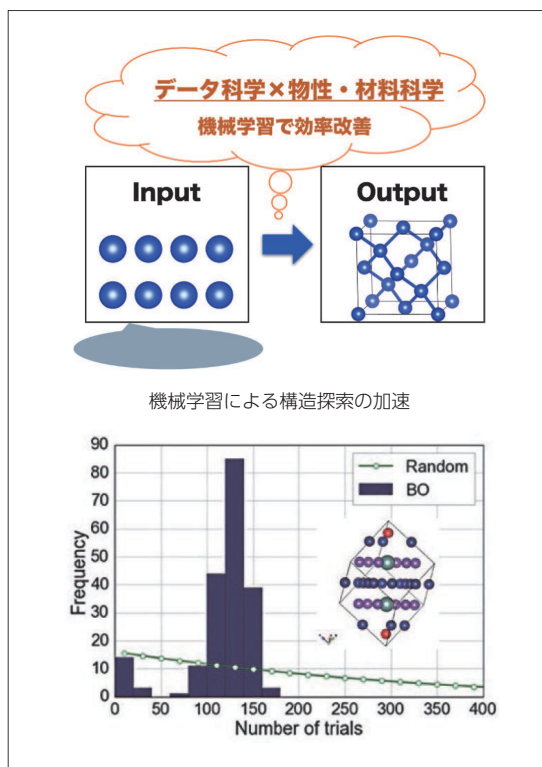 データ科学×物性・材料科学
機械学習で効率改善
Input
Output
機械学習による構造探索の加速
90
80
70
60
50
40
30
20
10
0
Frequency
Random
BO
0 50 100 150 200 250 300 350 400
Number of trials